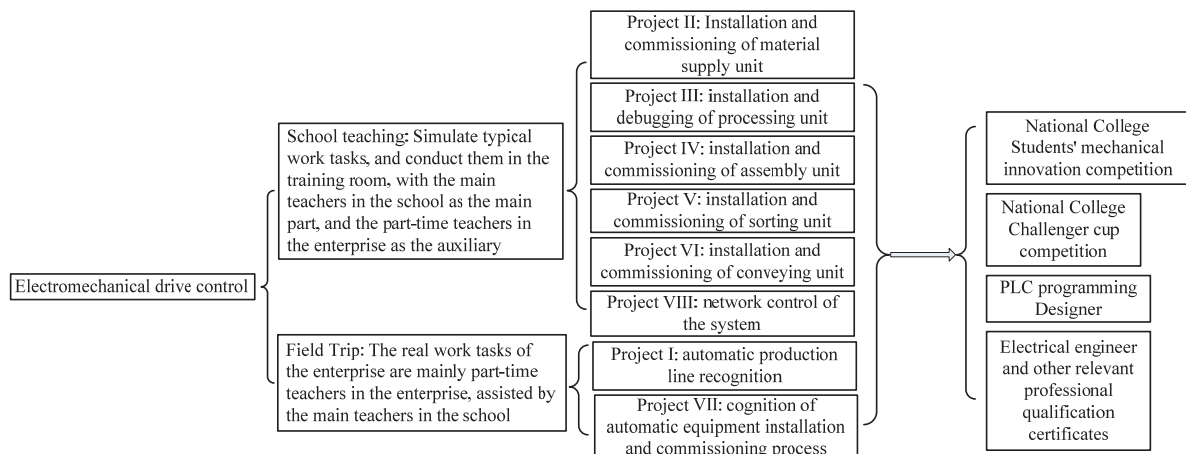 Electromechanical drive control
School teaching: Simulate typical
work tasks, and conduct them in the
training room, with the main
teachers in the school as the main
part, and the part-time teachers in
the enterprise as the auxiliary
Field Trip: The real work tasks of
the enterprise are mainly part-time
teachers in the enterprise, assisted by
the main teachers in the school
Project II: Installation and
commissioning of material
supply unit
Project III: installation and
debugging of processing unit
Project IV: installation and
commissioning of assembly unit
Project V: installation and
commissioning of sorting unit
Project VI: installation and
commissioning of conveying unit
Project VIII: network control of
the system
Project I: automatic production
line recognition
Project VII: cognition of
automatic equipment installation
and commissioning process
National College
Students' mechanical
innovation competition
National College
Challenger cup
competition
PLC programming
Designer
Electrical engineer
and other relevant
professional
qualification
certificates